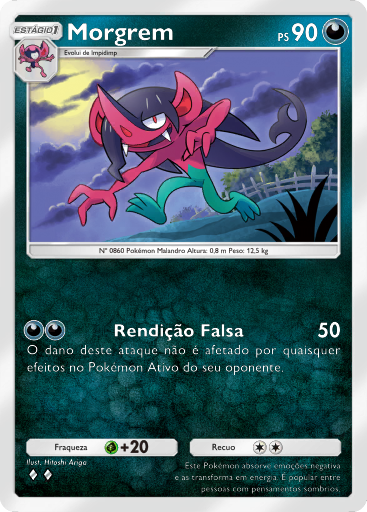 ESTÁGIO 1
Morgrem
PS 90
Evolui de Impidimp
Nº 0860 Pokémon Malandro Altura: 0,8 m Peso: 12,5 kg
Rendição Falsa 50
O dano deste ataque não é afetado por quaisquer
efeitos no Pokémon Ativo do seu oponente.
Fraqueza +20 Recuo
Ilust. Hitoshi Ariga
Este Pokémon absorve emoções negativa
e as transforma em energia. É popular entre
pessoas com pensamentos sombrios.